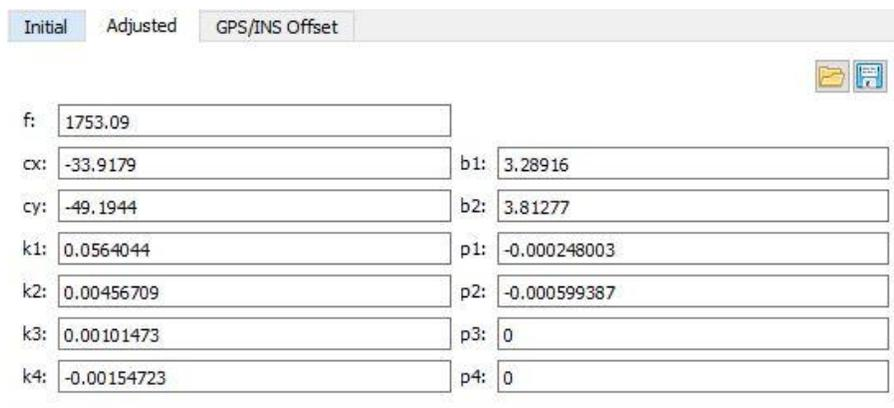 Initial Adjusted GPS/INS Offset
f: 1753.09
cx: -33.9179 b1: 3.28916
cy: -49.1944 b2: 3.81277
k1: 0.0564044 p1: -0.000248003
k2: 0.00456709 p2: -0.000599387
k3: 0.00101473 p3: 0
k4: -0.00154723 p4: 0